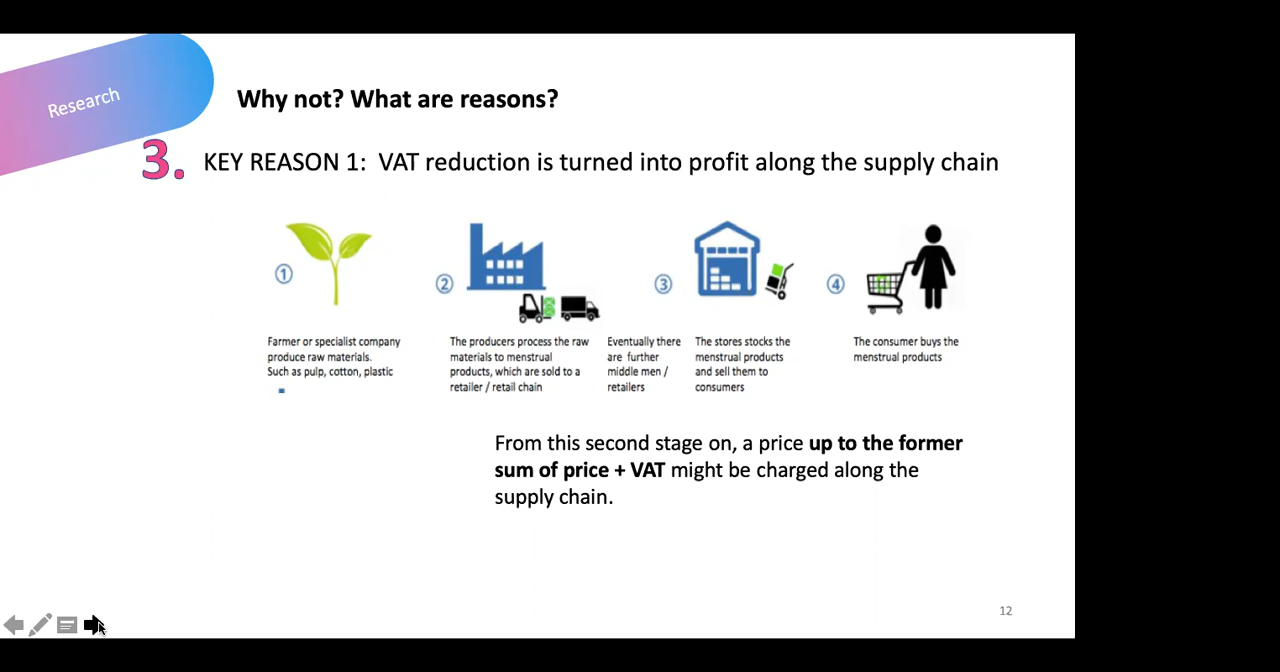 Research
Why not? What are reasons?
3. KEY REASON 1: VAT reduction is turned into profit along the supply chain
①
Farmer or specialist company
produce raw materials.
Such as pulp, cotton, plastic
②
The producers process the raw
materials to menstrual
products, which are sold to a
retailer / retail chain
Eventually there
are further
middle men /
retailers
③
The stores stocks the
menstrual products
and sell them to
consumers
④
The consumer buys the
menstrual products
From this second stage on, a price up to the former
sum of price + VAT might be charged along the
supply chain.
12